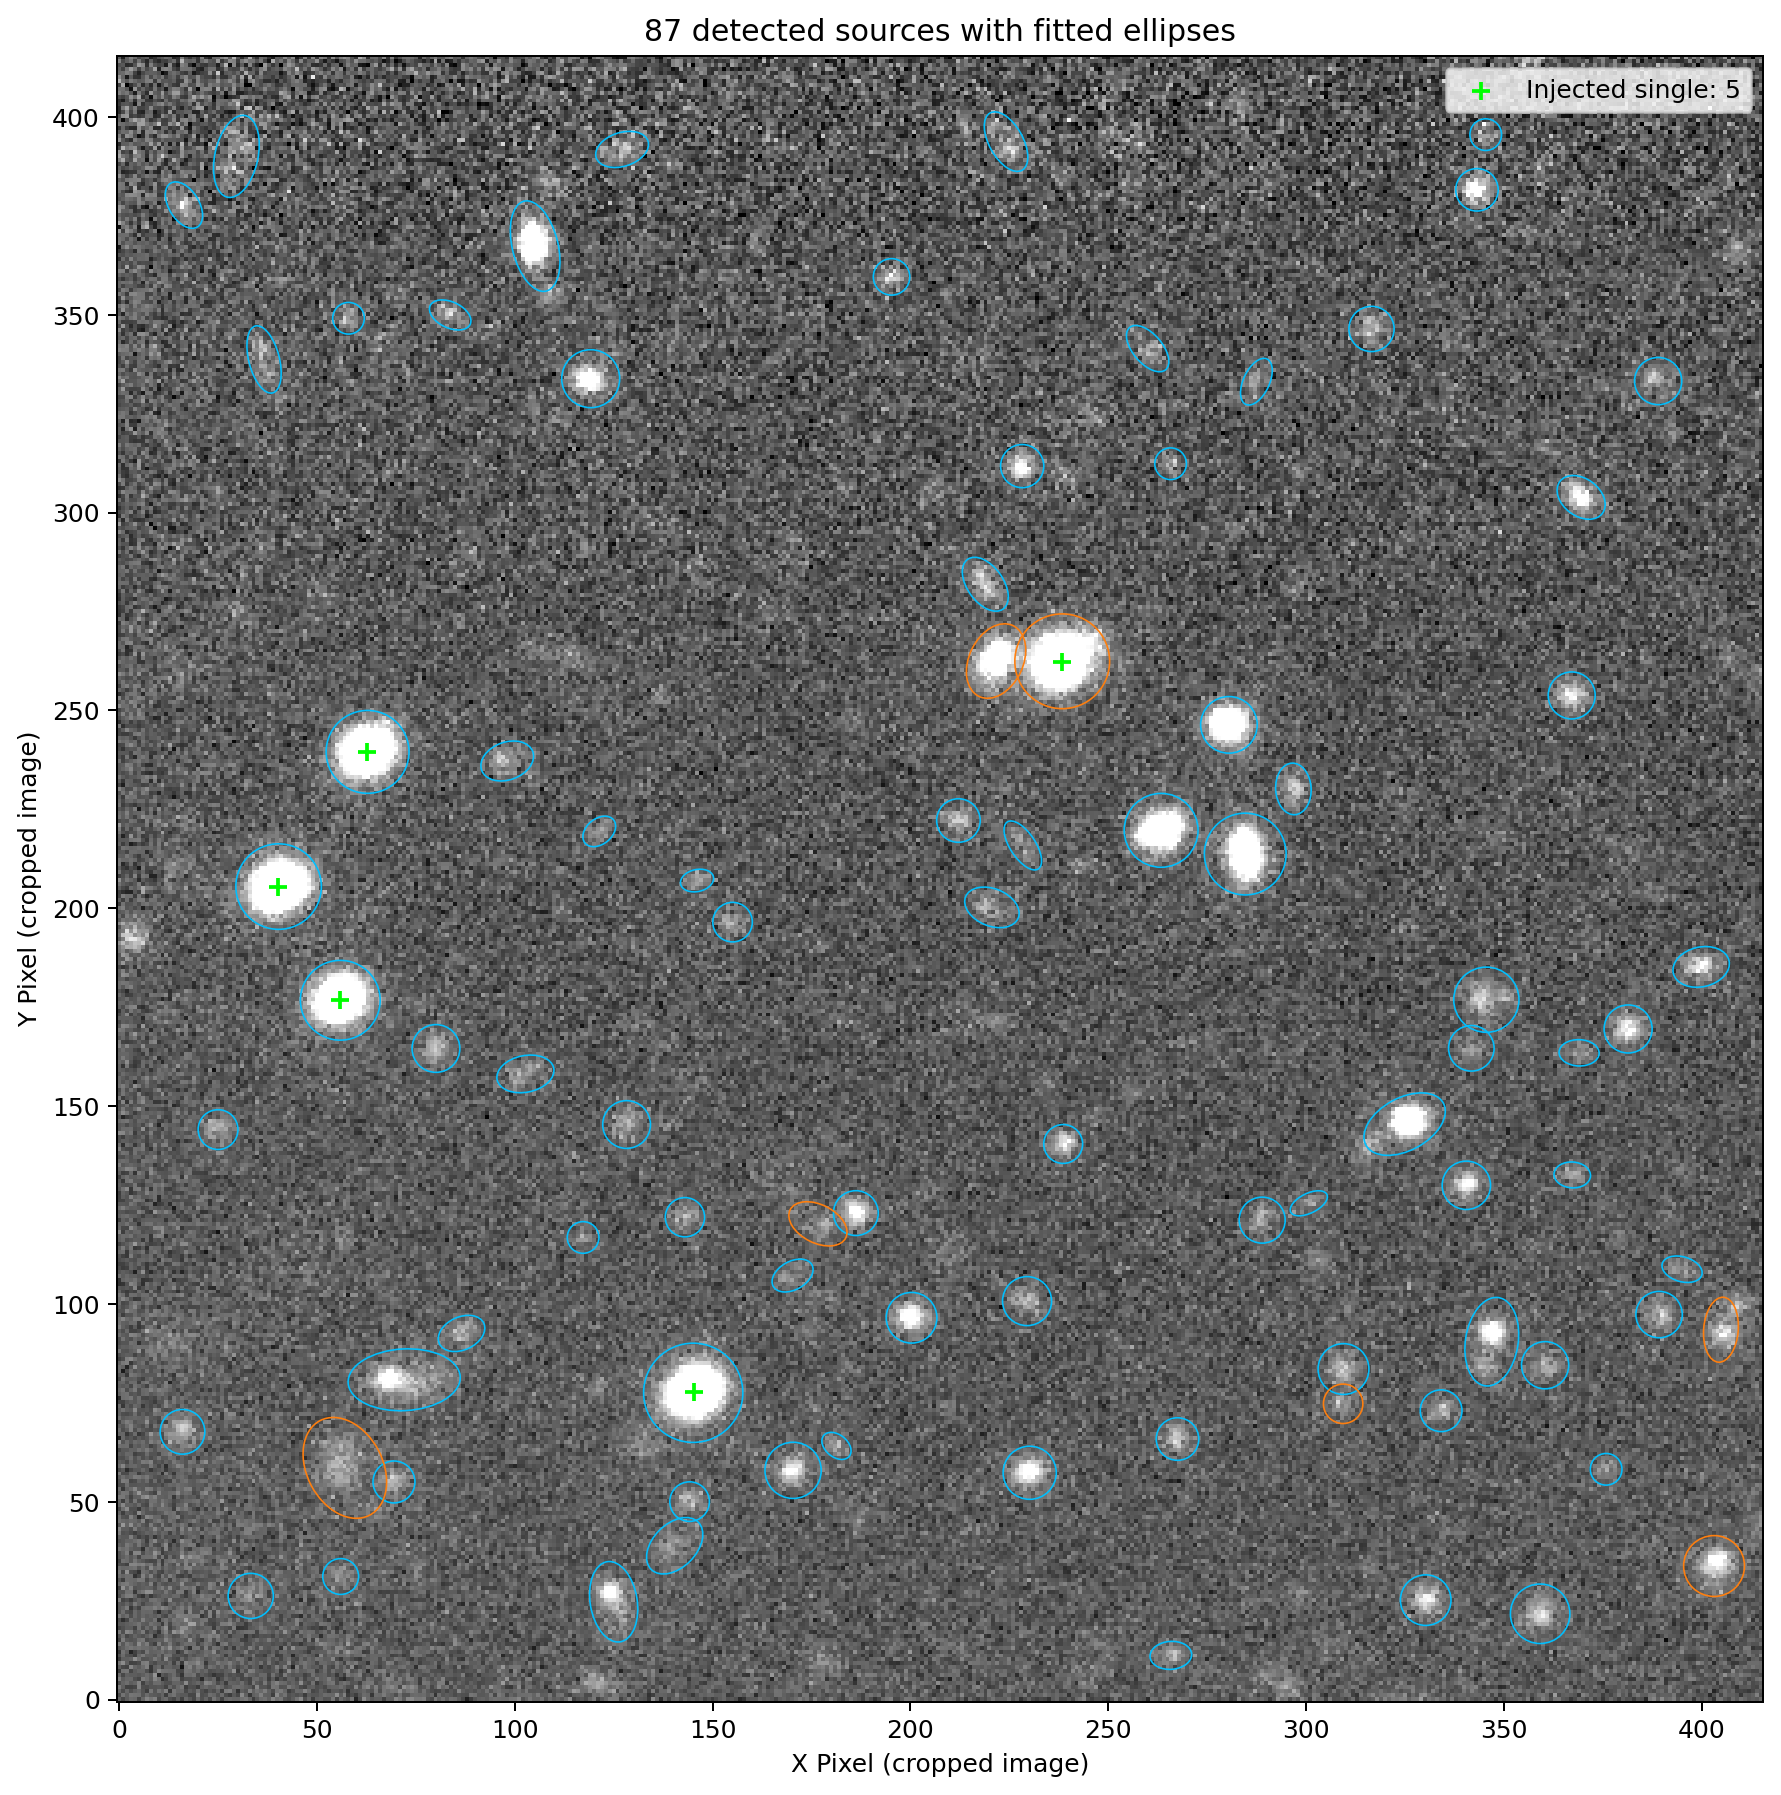 87 detected sources with fitted ellipses
Injected single: 5
400
350
300
250
200
150
100
50
0
Y Pixel (cropped image)
0 50 100 150 200 250 300 350 400
X Pixel (cropped image)